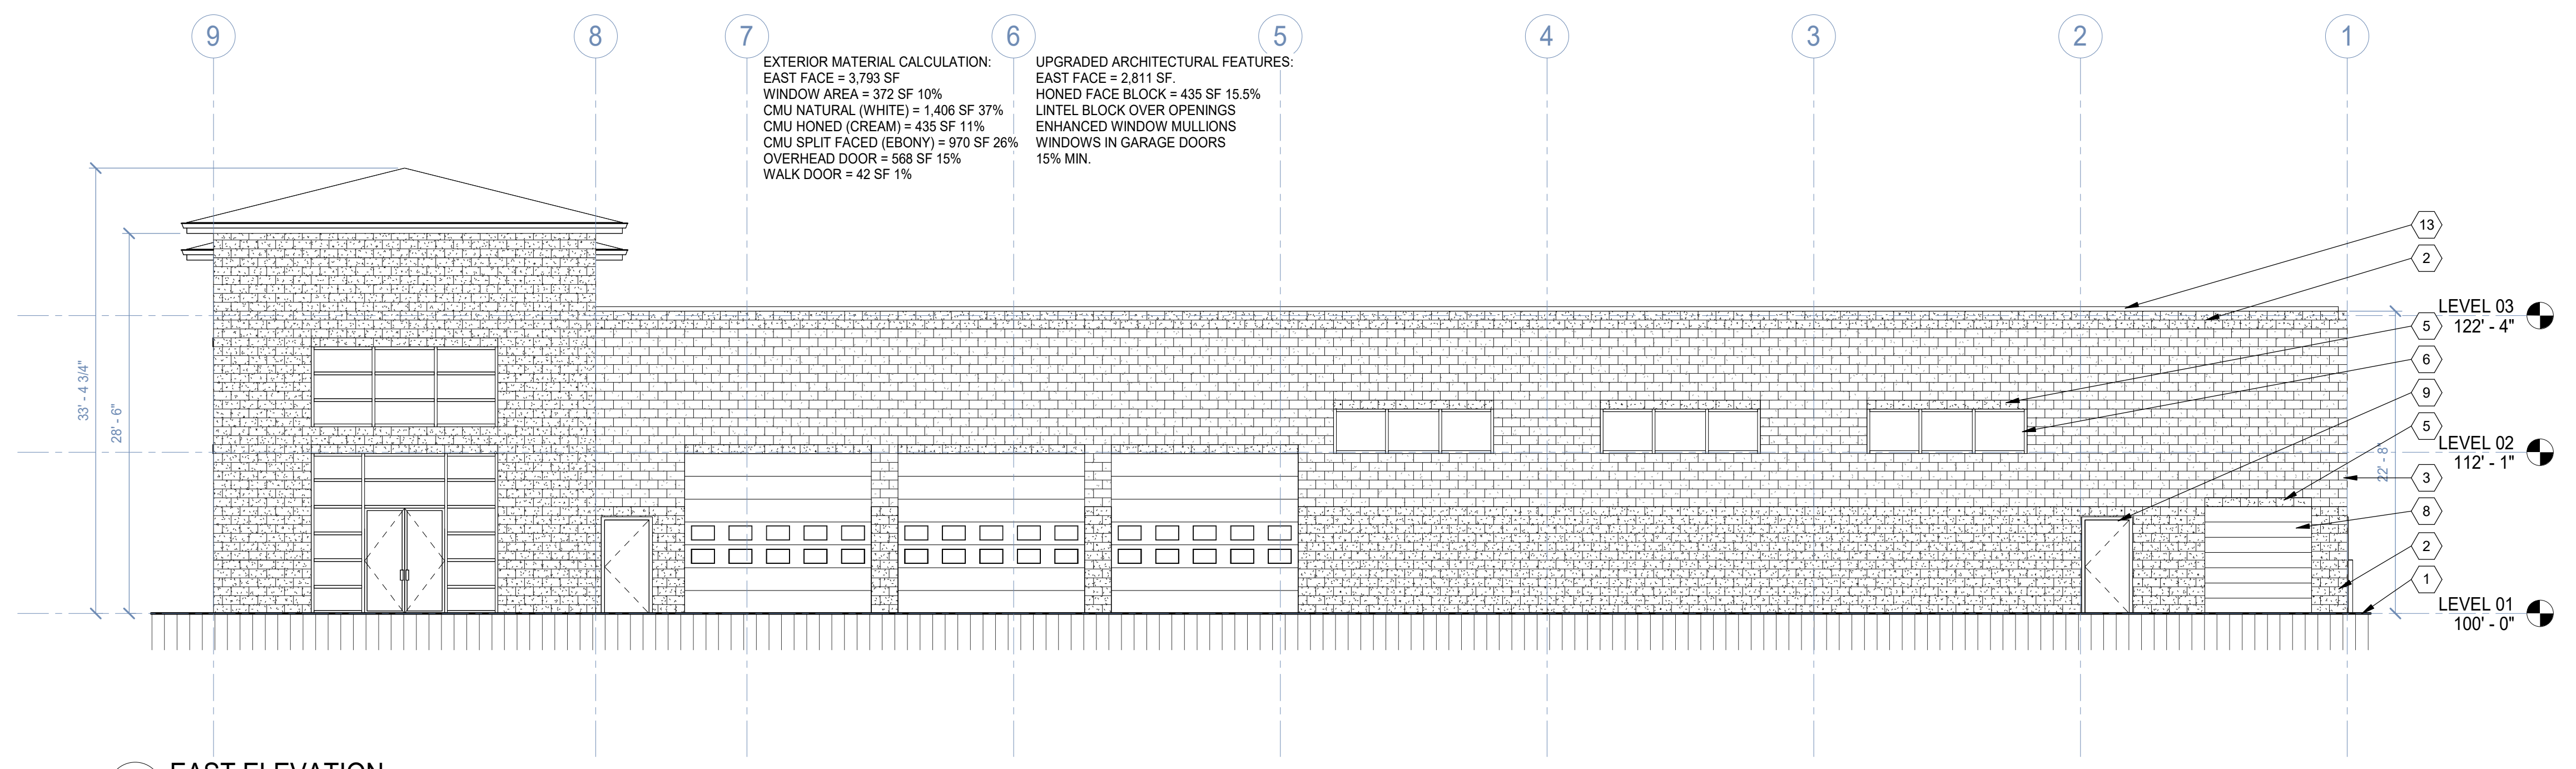 9
8
7
6
5
4
3
2
1
EXTERIOR MATERIAL CALCULATION:
EAST FACE = 3,793 SF
WINDOW AREA = 372 SF 10%
CMU NATURAL (WHITE) = 1,406 SF 37%
CMU HONED (CREAM) = 435 SF 11%
CMU SPLIT FACED (EBONY) = 970 SF 26%
OVERHEAD DOOR = 568 SF 15%
WALK DOOR = 42 SF 1%
UPGRADED ARCHITECTURAL FEATURES:
EAST FACE = 2,811 SF.
HONED FACE BLOCK = 435 SF 15.5%
LINTEL BLOCK OVER OPENINGS
ENHANCED WINDOW MULLIONS
WINDOWS IN GARAGE DOORS
15% MIN.
33' - 4 3/4"
28' - 6"
13
2
LEVEL 03
122' - 4"
5
6
9
5
LEVEL 02
112' - 1"
22' - 8"
3
8
2
1
LEVEL 01
100' - 0"
EAST ELEVATION